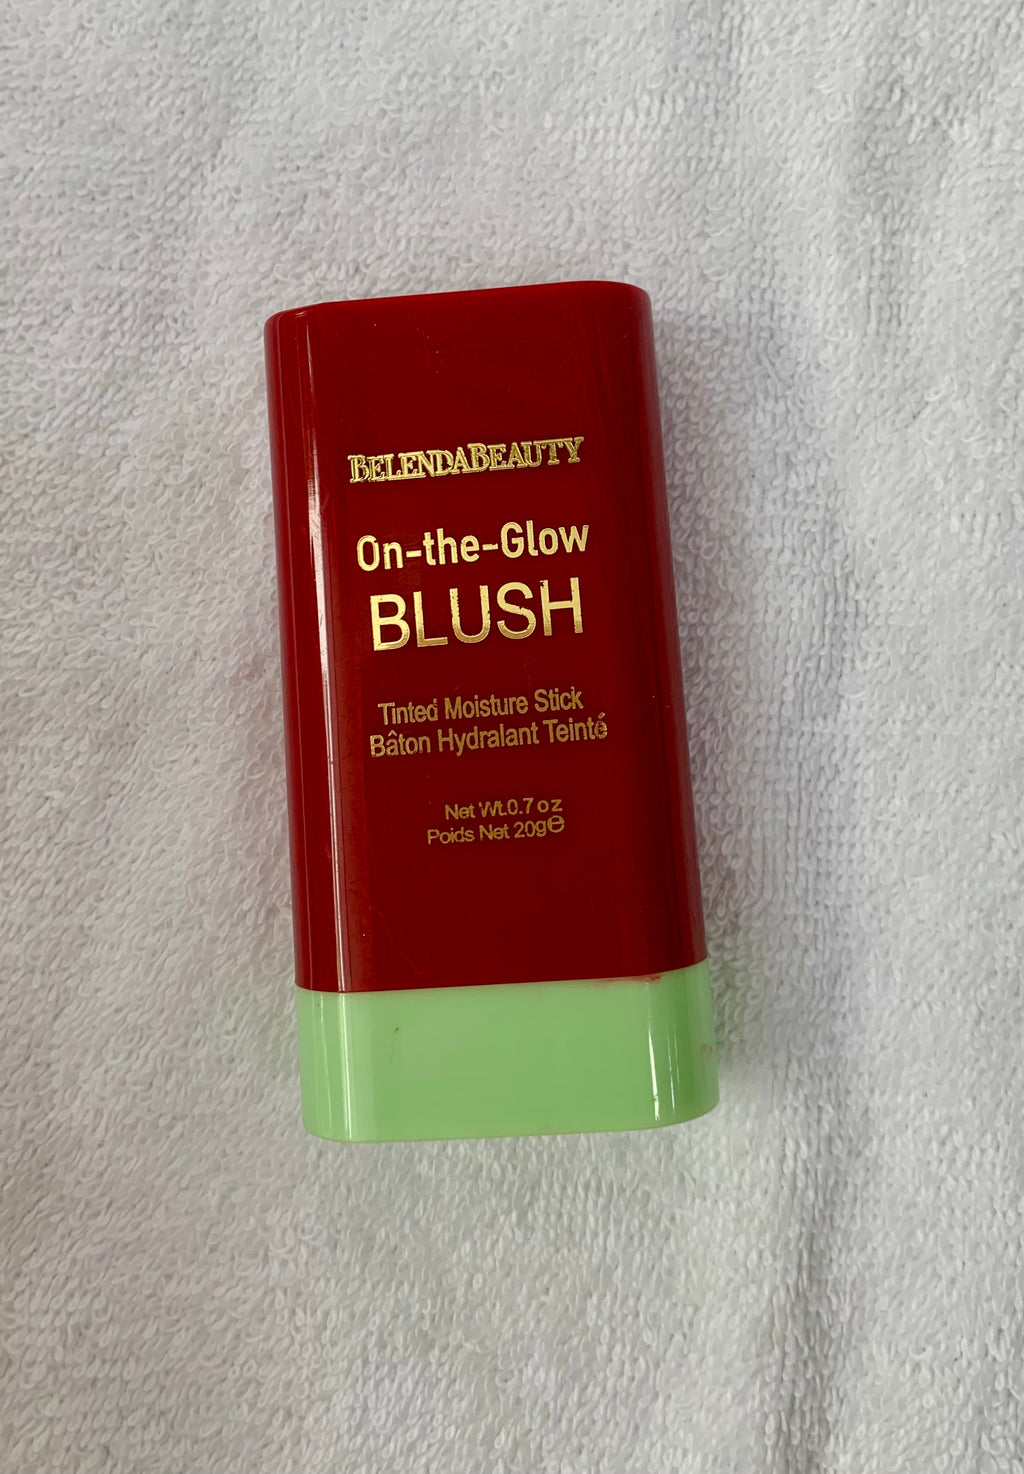 BELENDABEAUTY
On-the-Glow
BLUSH
Tinted Moisture Stick
Bâton Hydralant Teinté
Net Wt.0.7 oz
Poids Net 20g℮